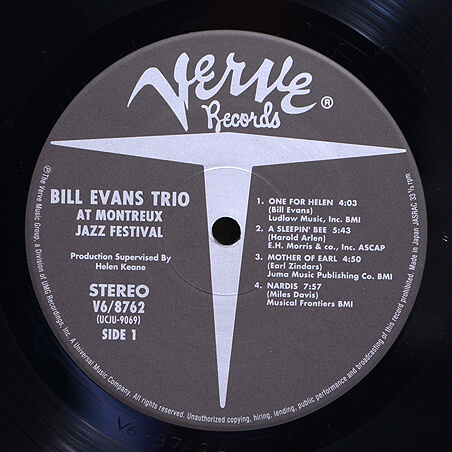 Verve
Records ®
BILL EVANS TRIO
AT MONTREUX
JAZZ FESTIVAL
Production Supervised By
Helen Keane
STEREO
V6/8762
(UCJU-9069)
SIDE 1
1. ONE FOR HELEN 4:03
(Bill Evans)
Ludlow Music, Inc. BMI
2. A SLEEPIN' BEE 5:43
(Harold Arlen)
E.H. Morris & co., Inc. ASCAP
3. MOTHER OF EARL 4:50
(Earl Zindars)
Juma Music Publishing Co. BMI
4. NARDIS 7:57
(Miles Davis)
Musical Frontiers BMI
℗© The Verve Music Group, a Division of UMG Recordings, Inc. A Universal Music Company. All rights reserved. Unauthorized copying, hiring, lending, public performance and broadcasting of this record prohibited. Made in Japan JASRAC 33 ⅓ rpm